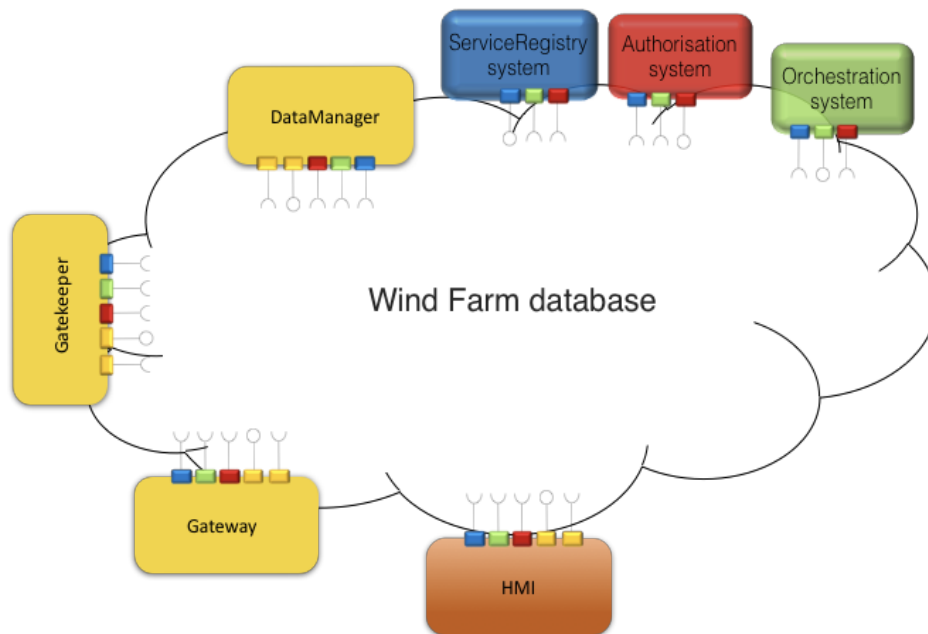 ServiceRegistry
system
Authorisation
system
Orchestration
system
DataManager
Gatekeeper
Wind Farm database
Gateway
HMI